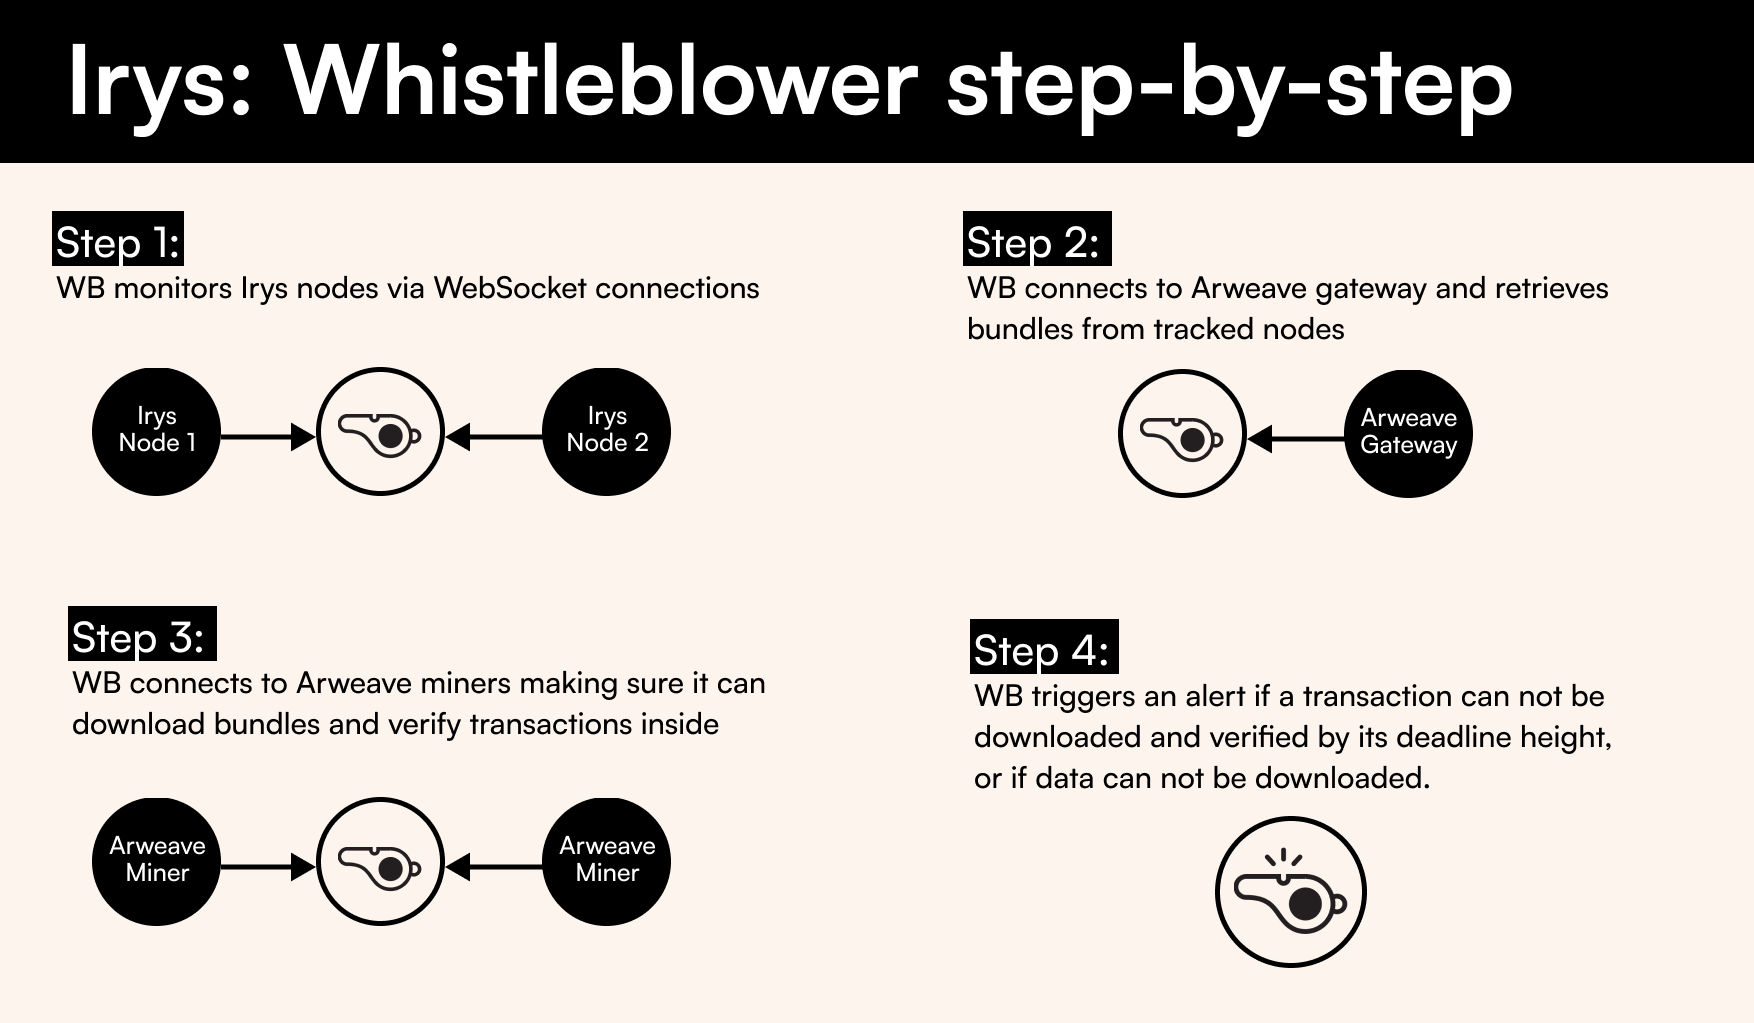 Irys: Whistleblower step-by-step
Step 1:
WB monitors Irys nodes via WebSocket connections
Irys
Node 1
Irys
Node 2
Step 2:
WB connects to Arweave gateway and retrieves
bundles from tracked nodes
Arweave
Gateway
Step 3:
WB connects to Arweave miners making sure it can
download bundles and verify transactions inside
Arweave
Miner
Arweave
Miner
Step 4:
WB triggers an alert if a transaction can not be
downloaded and verified by its deadline height,
or if data can not be downloaded.